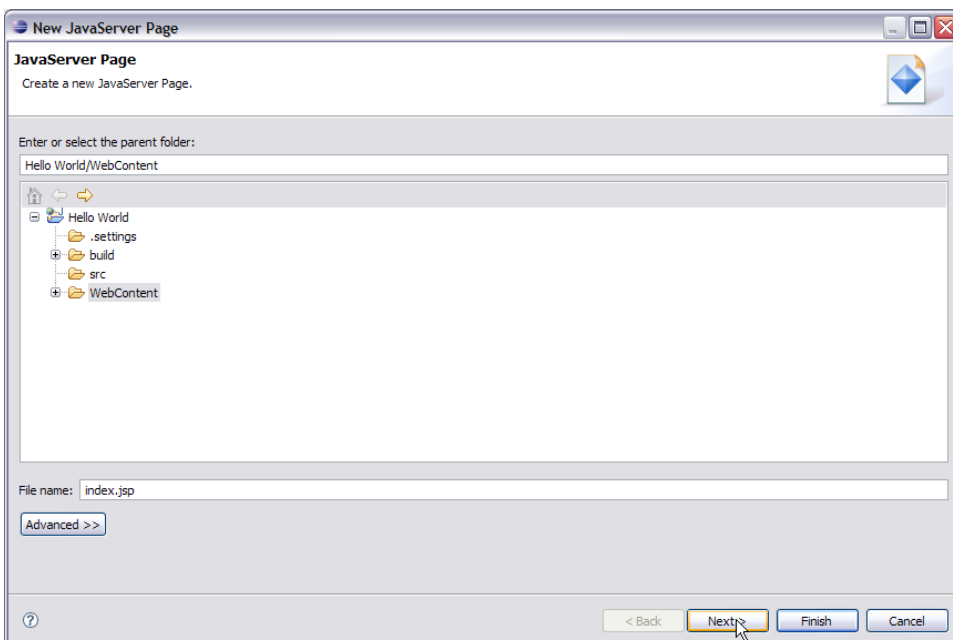 New JavaServer Page
JavaServer Page
Create a new JavaServer Page.
Enter or select the parent folder:
Hello World/WebContent
Hello World
.settings
build
src
WebContent
File name: index.jsp
Advanced >>
< Back Next > Finish Cancel